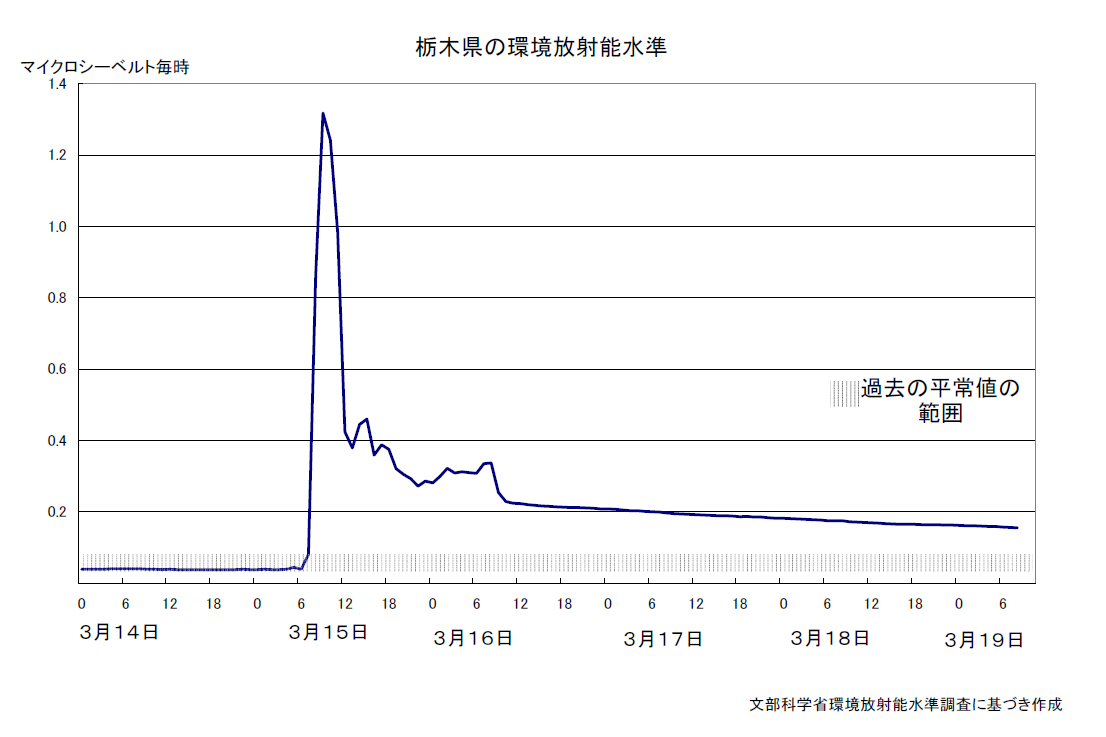 栃木県の環境放射能水準
マイクロシーベルト毎時
1.4
1.2
1.0
0.8
0.6
過去の平常値の
範囲
0.4
0.2
0 6 12 18 0 6 12 18 0 6 12 18 0 6 12 18 0 6 12 18 0 6
3月14日 3月15日 3月16日 3月17日 3月18日 3月19日
文部科学省環境放射能水準調査に基づき作成